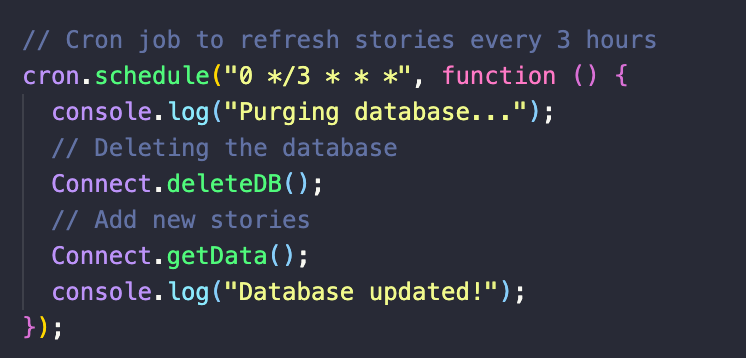 // Cron job to refresh stories every 3 hours
cron.schedule("0 */3 * * *", function () {
  console.log("Purging database...");
  // Deleting the database
  Connect.deleteDB();
  // Add new stories
  Connect.getData();
  console.log("Database updated!");
});